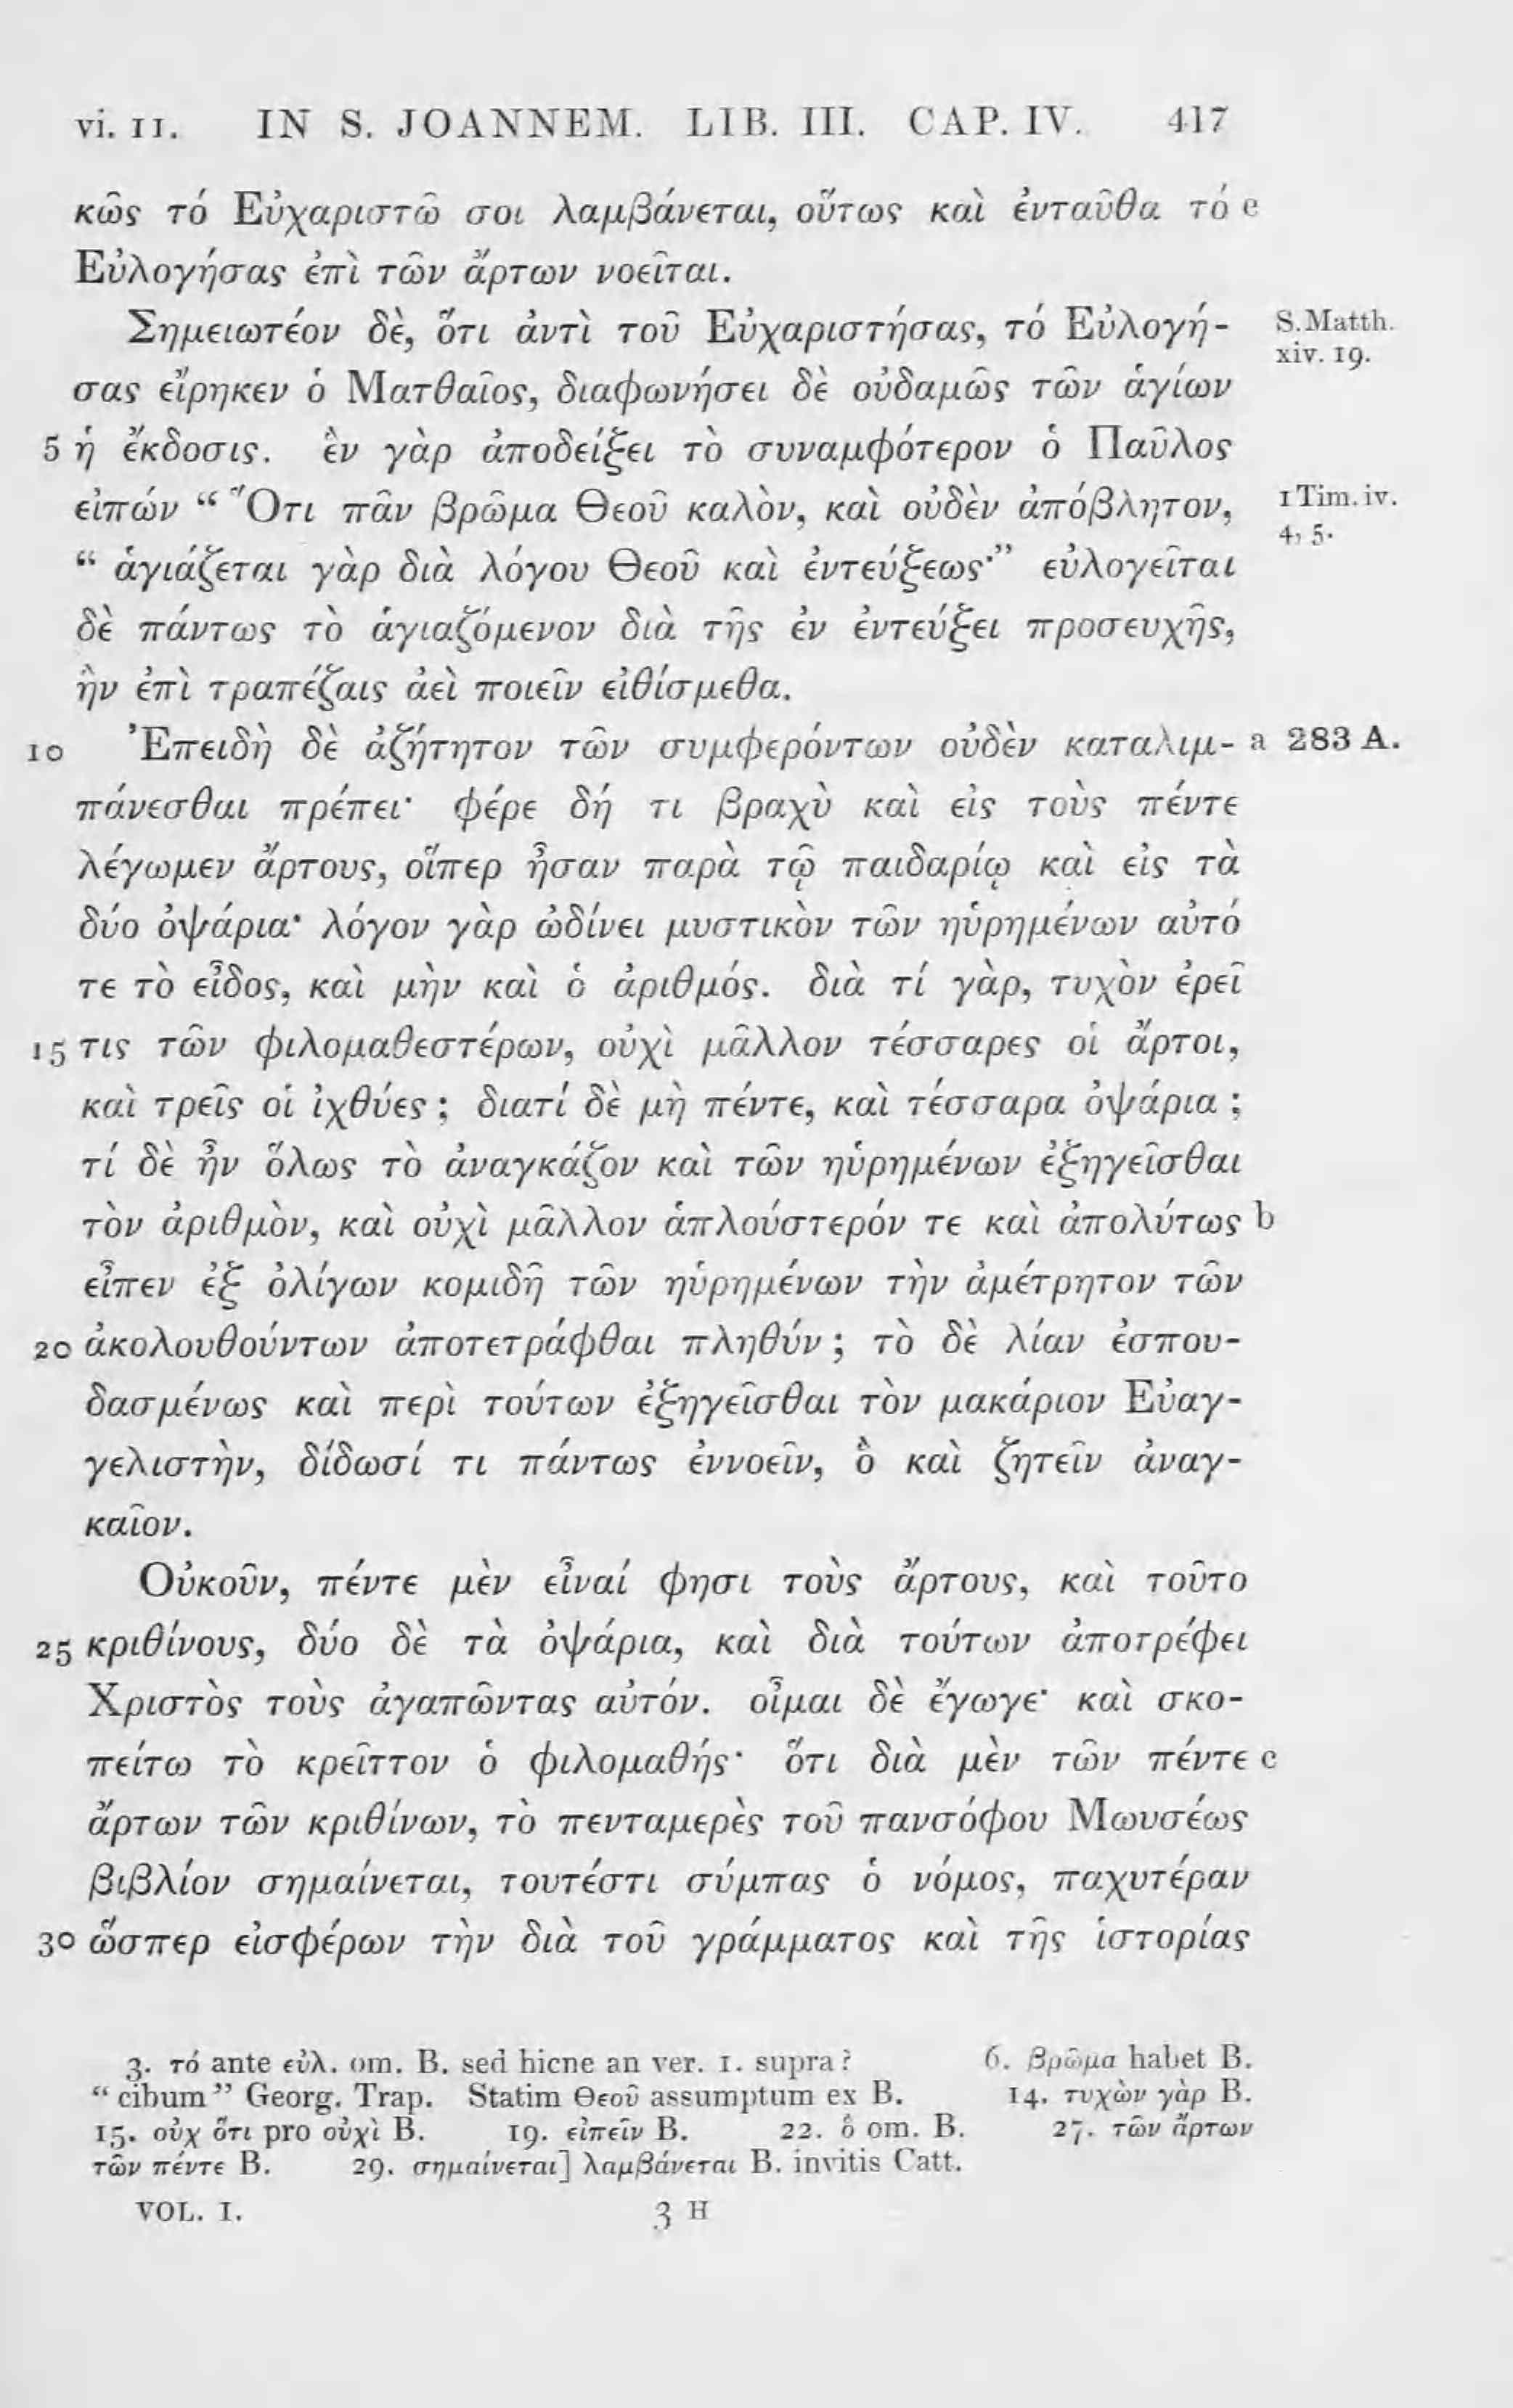 vi. 11. IN S. JOANNEM. LIB. III. CAP. IV. 417
κῶς τό Εὐχαριστῶ σοι λαμβάνεται, οὕτως καὶ ἐνταῦθα τό e
Εὐλογήσας ἐπὶ τῶν ἄρτων νοεῖται.
Σημειωτέον δὲ, ὅτι ἀντὶ τοῦ Εὐχαριστήσας, τό Εὐλογή- S.Matth.
xiv. 19.
σας εἴρηκεν ὁ Ματθαῖος, διαφωνήσει δὲ οὐδαμῶς τῶν ἁγίων
5 ἡ ἔκδοσις. ἓν γὰρ ἀποδείξει τὸ συναμφότερον ὁ Παῦλος
εἰπών “ Ὅτι πᾶν βρῶμα Θεοῦ καλὸν, καὶ οὐδὲν ἀπόβλητον, 1 Tim. iv.
4, 5.
“ ἁγιάζεται γὰρ διὰ λόγου Θεοῦ καὶ ἐντεύξεως·” εὐλογεῖται
δὲ πάντως τὸ ἁγιαζόμενον διὰ τῆς ἐν ἐντεύξει προσευχῆς,
ἣν ἐπὶ τραπέζαις ἀεὶ ποιεῖν εἰθίσμεθα.
10 Ἐπειδὴ δὲ ἀζήτητον τῶν συμφερόντων οὐδὲν καταλιμ- a 283 A.
πάνεσθαι πρέπει· φέρε δή τι βραχὺ καὶ εἰς τοὺς πέντε
λέγωμεν ἄρτους, οἵπερ ἦσαν παρὰ τῷ παιδαρίῳ καὶ εἰς τὰ
δύο ὀψάρια· λόγον γὰρ ὠδίνει μυστικὸν τῶν ηὑρημένων αὐτό
τε τὸ εἶδος, καὶ μὴν καὶ ὁ ἀριθμός. διὰ τί γὰρ, τυχὸν ἐρεῖ
15 τις τῶν φιλομαθεστέρων, οὐχὶ μᾶλλον τέσσαρες οἱ ἄρτοι,
καὶ τρεῖς οἱ ἰχθύες ; διατί δὲ μὴ πέντε, καὶ τέσσαρα ὀψάρια ;
τί δὲ ἦν ὅλως τὸ ἀναγκάζον καὶ τῶν ηὑρημένων ἐξηγεῖσθαι
τὸν ἀριθμὸν, καὶ οὐχὶ μᾶλλον ἁπλούστερόν τε καὶ ἀπολύτως b
εἶπεν ἐξ ὀλίγων κομιδῆ τῶν ηὑρημένων τὴν ἀμέτρητον τῶν
20 ἀκολουθούντων ἀποτετράφθαι πληθύν ; τὸ δὲ λίαν ἐσπου-
δασμένως καὶ περὶ τούτων ἐξηγεῖσθαι τὸν μακάριον Εὐαγ-
γελιστὴν, δίδωσί τι πάντως ἐννοεῖν, ὃ καὶ ζητεῖν ἀναγ-
καῖον.
Οὐκοῦν, πέντε μὲν εἶναί φησι τοὺς ἄρτους, καὶ τοῦτο
25 κριθίνους, δύο δὲ τὰ ὀψάρια, καὶ διὰ τούτων ἀποτρέφει
Χριστὸς τοὺς ἀγαπῶντας αὐτόν. οἶμαι δὲ ἔγωγε· καὶ σκο-
πείτω τὸ κρεῖττον ὁ φιλομαθής· ὅτι διὰ μὲν τῶν πέντε c
ἄρτων τῶν κριθίνων, τὸ πενταμερὲς τοῦ πανσόφου Μωυσέως
βιβλίον σημαίνεται, τουτέστι σύμπας ὁ νόμος, παχυτέραν
30 ὥσπερ εἰσφέρων τὴν διὰ τοῦ γράμματος καὶ τῆς ἱστορίας
3. τό ante εὐλ. om. B. sed hicne an ver. 1. supra? 6. βρῶμα habet B.
“ cibum ” Georg. Trap. Statim Θεοῦ assumptum ex B. 14. τυχὼν γὰρ B.
15. οὐχ ὅτι pro οὐχὶ B. 19. εἰπεῖν B. 22. ὃ om. B. 27. τῶν ἄρτων
τῶν πέντε B. 29. σημαίνεται] λαμβάνεται B. invitis Catt.
VOL. I. 3 H